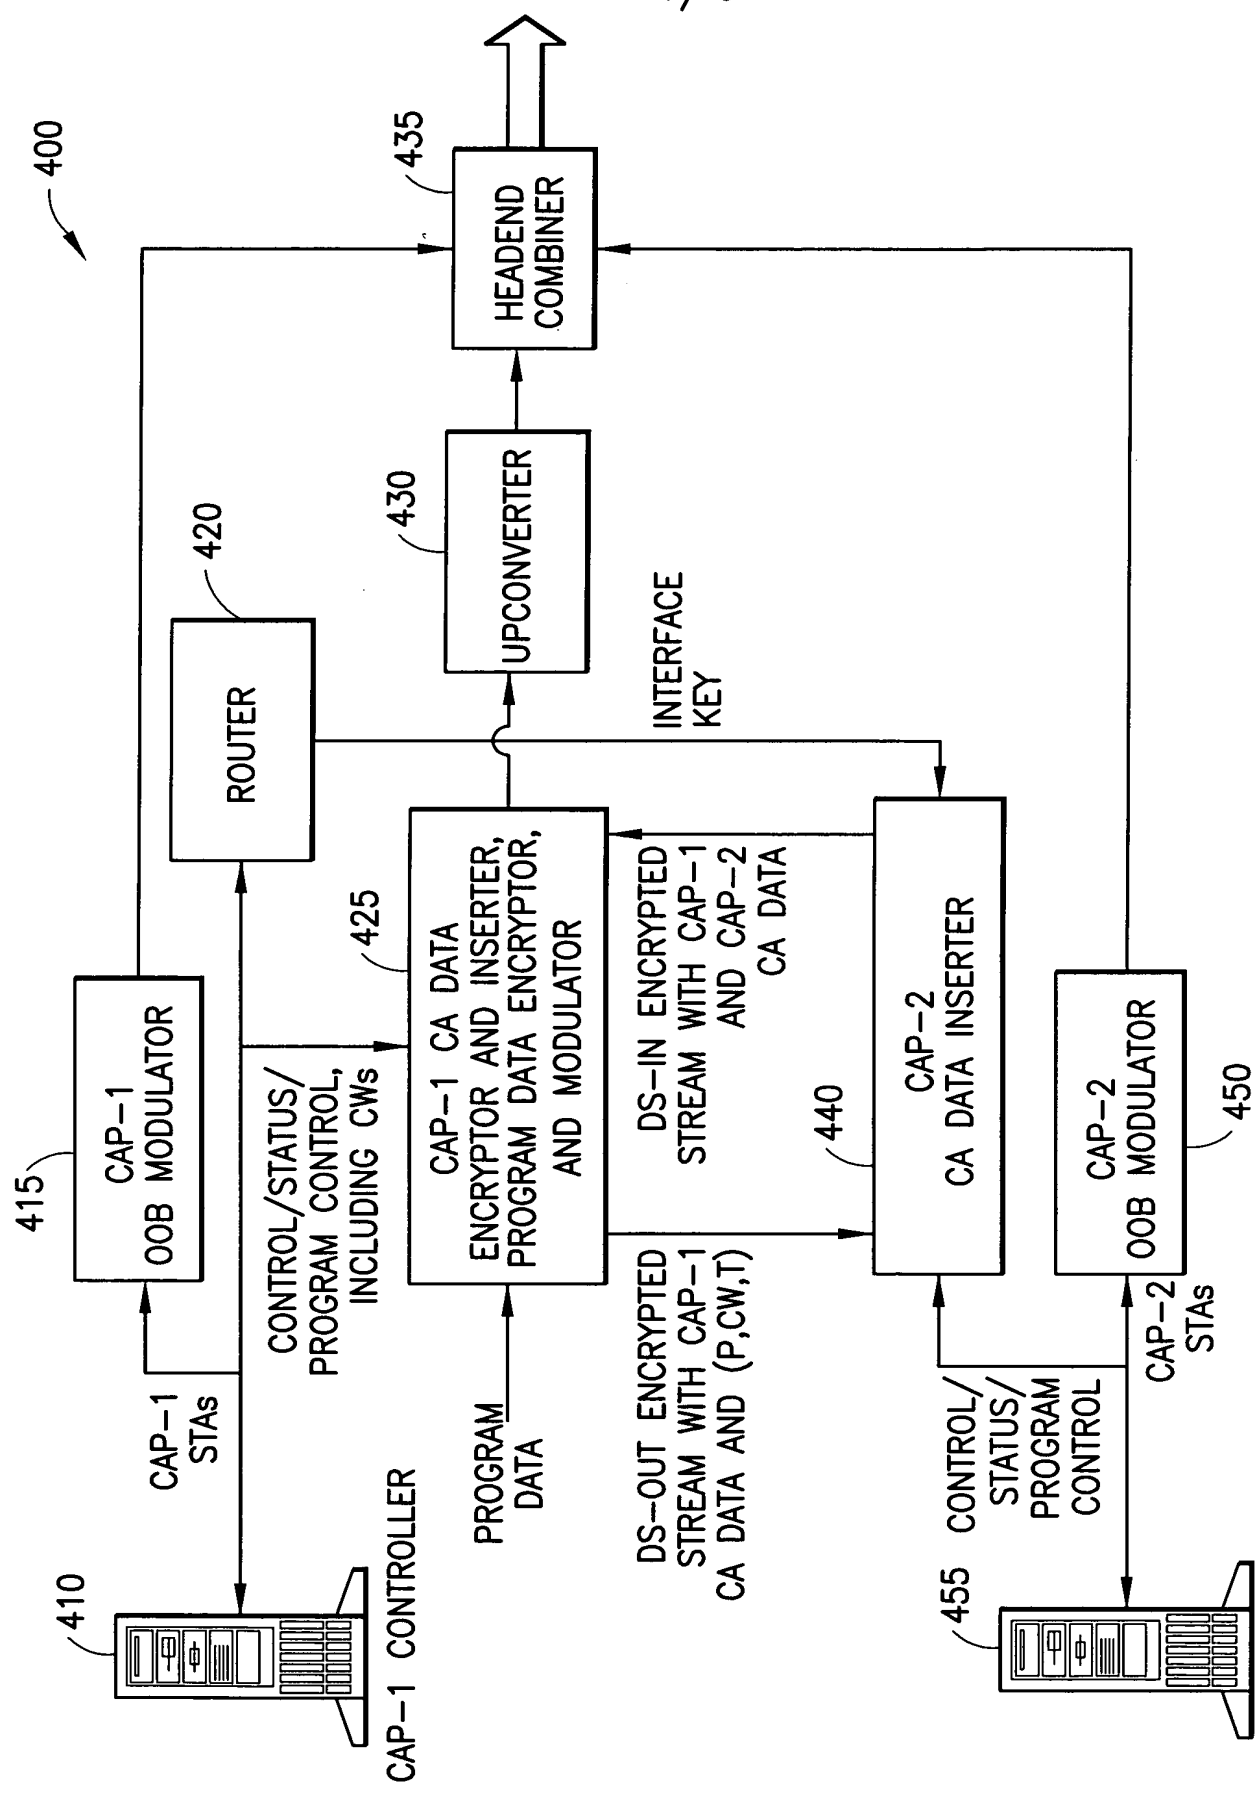 400
415
CAP-1
OOB MODULATOR
420
ROUTER
435
HEADEND
COMBINER
430
UPCONVERTER
410
CAP-1 CONTROLLER
CAP-1
STAs
CONTROL/STATUS/
PROGRAM CONTROL,
INCLUDING CWs
425
CAP-1 CA DATA
ENCRYPTOR AND INSERTER,
PROGRAM DATA ENCRYPTOR,
AND MODULATOR
PROGRAM
DATA
INTERFACE
KEY
DS-OUT ENCRYPTED
STREAM WITH CAP-1
CA DATA AND (P,CW,T)
DS-IN ENCRYPTED
STREAM WITH CAP-1
AND CAP-2
CA DATA
440
CAP-2
CA DATA INSERTER
455
CONTROL/
STATUS/
PROGRAM
CONTROL
CAP-2
STAs
CAP-2
OOB MODULATOR
450